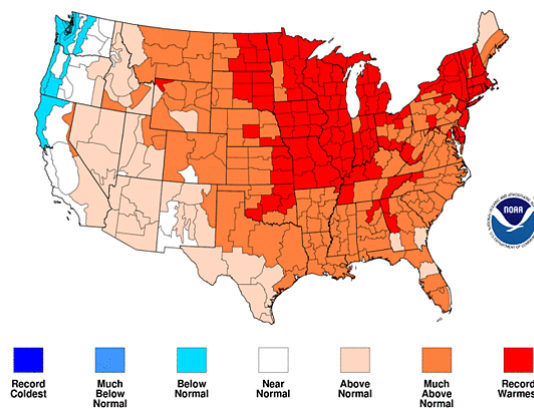 NOAA
Record
Coldest
Much
Below
Normal
Below
Normal
Near
Normal
Above
Normal
Much
Above
Normal
Record
Warmes